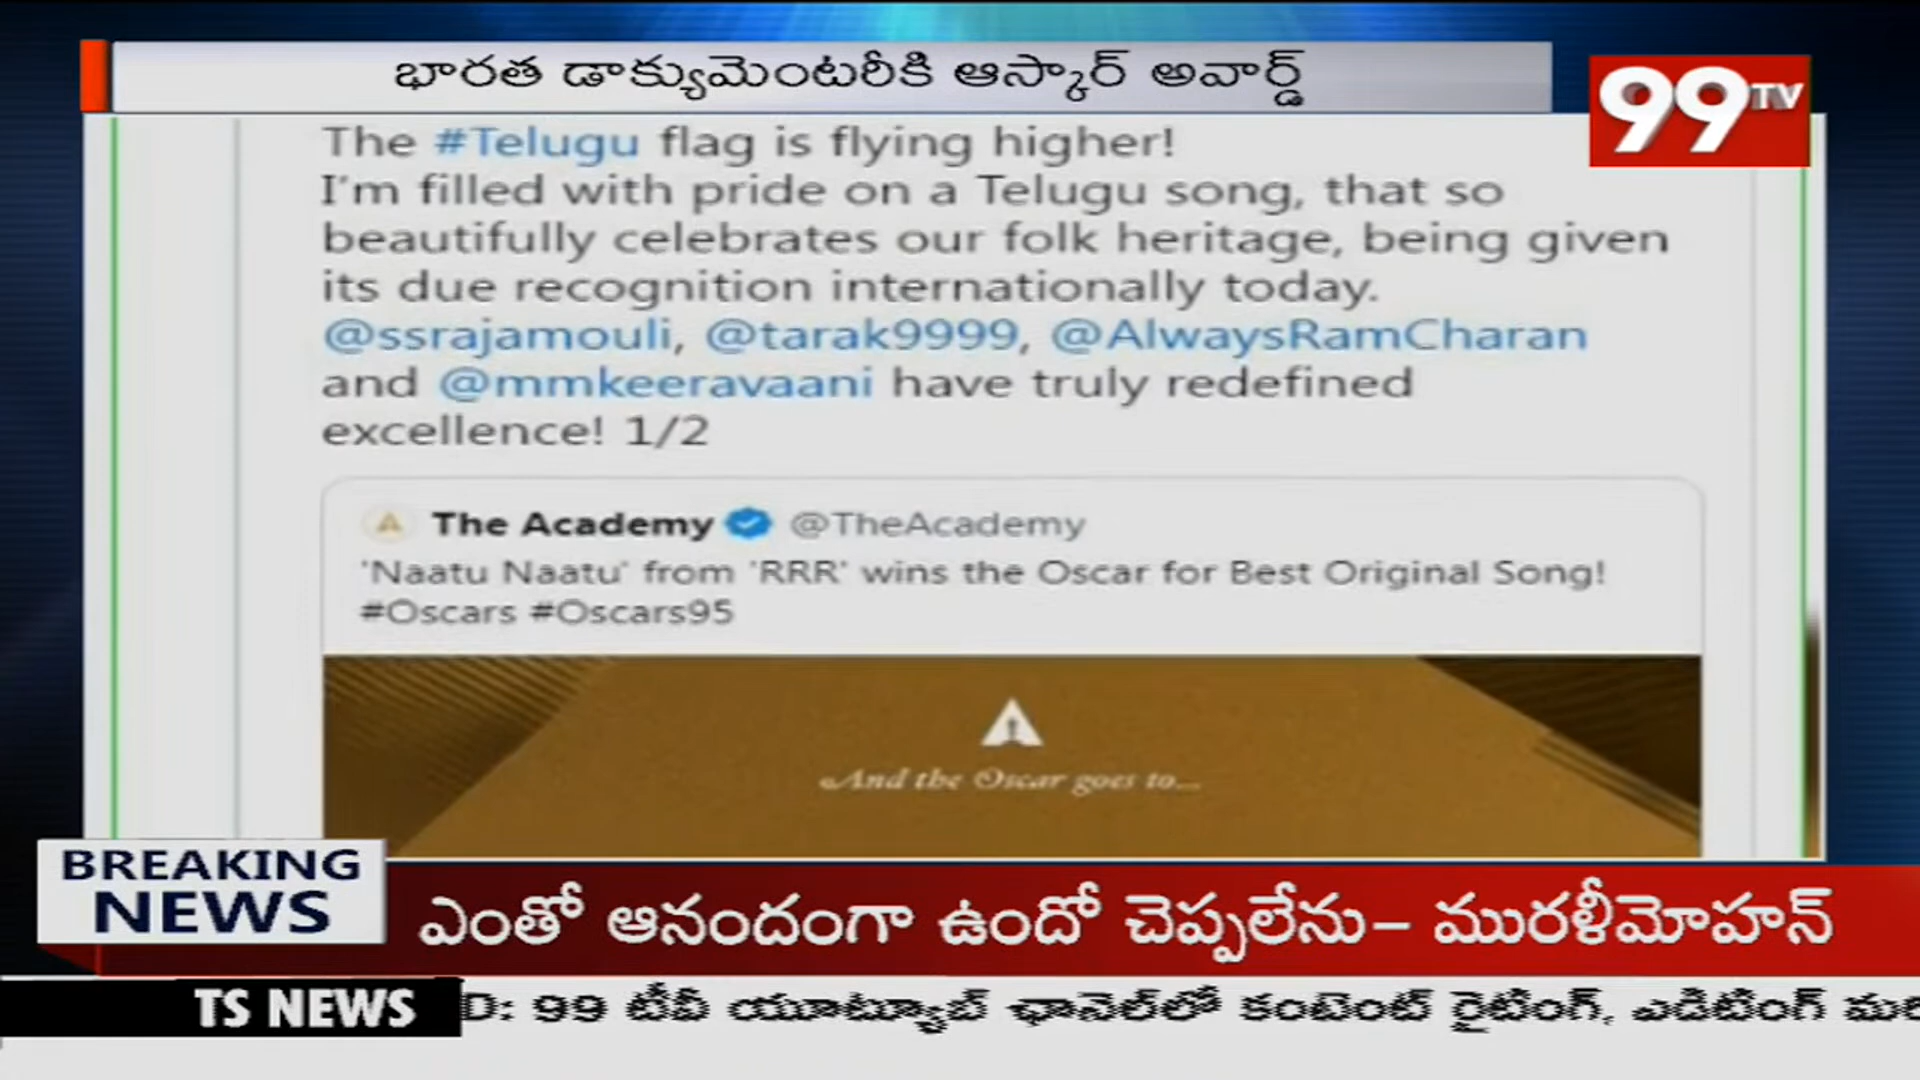 భారత డాక్యుమెంటరీకి ఆస్కార్ అవార్డ్
99TV
The #Telugu flag is flying higher!
I'm filled with pride on a Telugu song, that so
beautifully celebrates our folk heritage, being given
its due recognition internationally today.
@ssrajamouli, @tarak9999, @AlwaysRamCharan
and @mmkeeravaani have truly redefined
excellence! 1/2
The Academy @TheAcademy
'Naatu Naatu' from 'RRR' wins the Oscar for Best Original Song!
#Oscars #Oscars95
And the Oscar goes to...
BREAKING
NEWS
ఎంతో ఆనందంగా ఉందో చెప్పలేను- మురళీమోహన్
TS NEWS
D: 99 టీవీ యూట్యూబ్ ఛానెల్‌లో కంటెంట్ రైటింగ్, ఎడిటింగ్